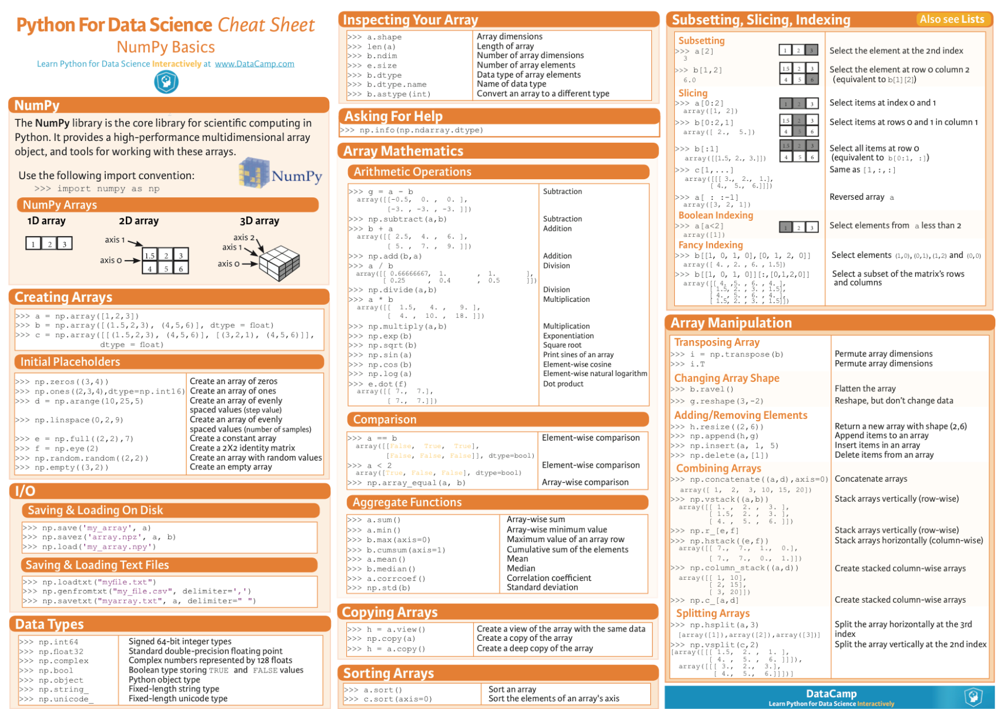 Python For Data Science Cheat Sheet
NumPy Basics
Learn Python for Data Science Interactively at www.DataCamp.com
NumPy
The NumPy library is the core library for scientific computing in
Python. It provides a high-performance multidimensional array
object, and tools for working with these arrays.
Use the following import convention:
>>> import numpy as np
NumPy
NumPy Arrays
1D array 2D array 3D array
1 2 3
axis 1
axis 0
1.5 2 3
4 5 6
axis 2
axis 1
axis 0
Creating Arrays
>>> a = np.array([1,2,3])
>>> b = np.array([(1.5,2,3), (4,5,6)], dtype = float)
>>> c = np.array([[(1.5,2,3), (4,5,6)], [(3,2,1), (4,5,6)]],
dtype = float)
Initial Placeholders
>>> np.zeros((3,4)) Create an array of zeros
>>> np.ones((2,3,4),dtype=np.int16) Create an array of ones
>>> d = np.arange(10,25,5) Create an array of evenly
spaced values (step value)
>>> np.linspace(0,2,9) Create an array of evenly
spaced values (number of samples)
>>> e = np.full((2,2),7) Create a constant array
>>> f = np.eye(2) Create a 2X2 identity matrix
>>> np.random.random((2,2)) Create an array with random values
>>> np.empty((3,2)) Create an empty array
I/O
Saving & Loading On Disk
>>> np.save('my_array', a)
>>> np.savez('array.npz', a, b)
>>> np.load('my_array.npy')
Saving & Loading Text Files
>>> np.loadtxt("myfile.txt")
>>> np.genfromtxt("my_file.csv", delimiter=',')
>>> np.savetxt("myarray.txt", a, delimiter=" ")
Data Types
>>> np.int64 Signed 64-bit integer types
>>> np.float32 Standard double-precision floating point
>>> np.complex Complex numbers represented by 128 floats
>>> np.bool Boolean type storing TRUE and FALSE values
>>> np.object Python object type
>>> np.string_ Fixed-length string type
>>> np.unicode_ Fixed-length unicode type
Inspecting Your Array
>>> a.shape Array dimensions
>>> len(a) Length of array
>>> b.ndim Number of array dimensions
>>> e.size Number of array elements
>>> b.dtype Data type of array elements
>>> b.dtype.name Name of data type
>>> b.astype(int) Convert an array to a different type
Asking For Help
>>> np.info(np.ndarray.dtype)
Array Mathematics
Arithmetic Operations
>>> g = a - b Subtraction
array([[-0.5, 0. , 0. ],
[-3. , -3. , -3. ]])
>>> np.subtract(a,b) Subtraction
>>> b + a Addition
array([[ 2.5, 4. , 6. ],
[ 5. , 7. , 9. ]])
>>> np.add(b,a) Addition
>>> a / b Division
array([[ 0.66666667, 1. , 1. ],
[ 0.25 , 0.4 , 0.5 ]])
>>> np.divide(a,b) Division
>>> a * b Multiplication
array([[ 1.5, 4. , 9. ],
[ 4. , 10. , 18. ]])
>>> np.multiply(a,b) Multiplication
>>> np.exp(b) Exponentiation
>>> np.sqrt(b) Square root
>>> np.sin(a) Print sines of an array
>>> np.cos(b) Element-wise cosine
>>> np.log(a) Element-wise natural logarithm
>>> e.dot(f) Dot product
array([[ 7., 7.],
[ 7., 7.]])
Comparison
>>> a == b Element-wise comparison
array([[False, True, True],
[False, False, False]], dtype=bool)
>>> a < 2 Element-wise comparison
array([True, False, False], dtype=bool)
>>> np.array_equal(a, b) Array-wise comparison
Aggregate Functions
>>> a.sum() Array-wise sum
>>> a.min() Array-wise minimum value
>>> b.max(axis=0) Maximum value of an array row
>>> b.cumsum(axis=1) Cumulative sum of the elements
>>> a.mean() Mean
>>> b.median() Median
>>> a.corrcoef() Correlation coefficient
>>> np.std(b) Standard deviation
Copying Arrays
>>> h = a.view() Create a view of the array with the same data
>>> np.copy(a) Create a copy of the array
>>> h = a.copy() Create a deep copy of the array
Sorting Arrays
>>> a.sort() Sort an array
>>> c.sort(axis=0) Sort the elements of an array's axis
Subsetting, Slicing, Indexing Also see Lists
Subsetting
>>> a[2] 1 2 3 Select the element at the 2nd index
3
>>> b[1,2] 1.5 2 3 Select the element at row 0 column 2
6.0 4 5 6 (equivalent to b[1][2])
Slicing
>>> a[0:2] 1 2 3 Select items at index 0 and 1
array([1, 2])
>>> b[0:2,1] 1.5 2 3 Select items at rows 0 and 1 in column 1
array([ 2., 5.]) 4 5 6
>>> b[:1] 1.5 2 3 Select all items at row 0
array([[1.5, 2., 3.]]) 4 5 6 (equivalent to b[0:1, :])
>>> c[1,...] Same as [1,:,:]
array([[[ 3., 2., 1.],
[ 4., 5., 6.]]])
>>> a[ : :-1] Reversed array a
array([3, 2, 1])
Boolean Indexing
>>> a[a<2] 1 2 3 Select elements from a less than 2
array([1])
Fancy Indexing
>>> b[[1, 0, 1, 0],[0, 1, 2, 0]] Select elements (1,0),(0,1),(1,2) and (0,0)
array([ 4. , 2. , 6. , 1.5])
>>> b[[1, 0, 1, 0]][:,[0,1,2,0]] Select a subset of the matrix's rows
and columns
array([[ 4. ,5. , 6. , 4. ],
[ 1.5, 2. , 3. , 1.5],
[ 4. , 5. , 6. , 4. ],
[ 1.5, 2. , 3. , 1.5]])
Array Manipulation
Transposing Array
>>> i = np.transpose(b) Permute array dimensions
>>> i.T Permute array dimensions
Changing Array Shape
>>> b.ravel() Flatten the array
>>> g.reshape(3,-2) Reshape, but don't change data
Adding/Removing Elements
>>> h.resize((2,6)) Return a new array with shape (2,6)
>>> np.append(h,g) Append items to an array
>>> np.insert(a, 1, 5) Insert items in an array
>>> np.delete(a,[1]) Delete items from an array
Combining Arrays
>>> np.concatenate((a,d),axis=0) Concatenate arrays
array([ 1, 2, 3, 10, 15, 20])
>>> np.vstack((a,b)) Stack arrays vertically (row-wise)
array([[ 1. , 2. , 3. ],
[ 1.5, 2. , 3. ],
[ 4. , 5. , 6. ]])
>>> np.r_[e,f] Stack arrays vertically (row-wise)
>>> np.hstack((e,f)) Stack arrays horizontally (column-wise)
array([[ 7., 7., 1., 0.],
[ 7., 7., 0., 1.]])
>>> np.column_stack((a,d)) Create stacked column-wise arrays
array([[ 1, 10],
[ 2, 15],
[ 3, 20]])
>>> np.c_[a,d] Create stacked column-wise arrays
Splitting Arrays
>>> np.hsplit(a,3) Split the array horizontally at the 3rd
index
[array([1]),array([2]),array([3])]
>>> np.vsplit(c,2) Split the array vertically at the 2nd index
[array([[[ 1.5, 2. , 1. ],
[ 4. , 5. , 6. ]]]),
array([[[ 3., 2., 3.],
[ 4., 5., 6.]]])]
DataCamp
Learn Python for Data Science Interactively